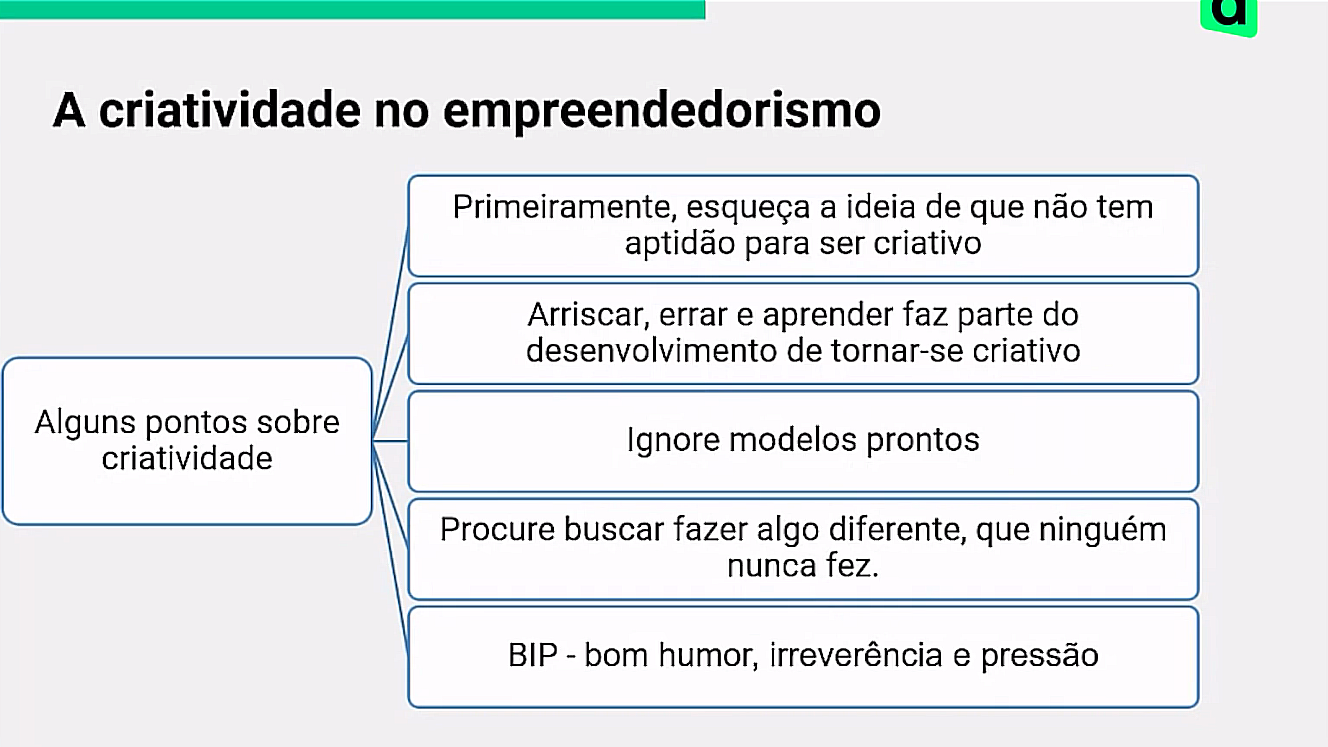 d
A criatividade no empreendedorismo
Primeiramente, esqueça a ideia de que não tem
aptidão para ser criativo
Arriscar, errar e aprender faz parte do
desenvolvimento de tornar-se criativo
Alguns pontos sobre
criatividade
Ignore modelos prontos
Procure buscar fazer algo diferente, que ninguém
nunca fez.
BIP - bom humor, irreverência e pressão